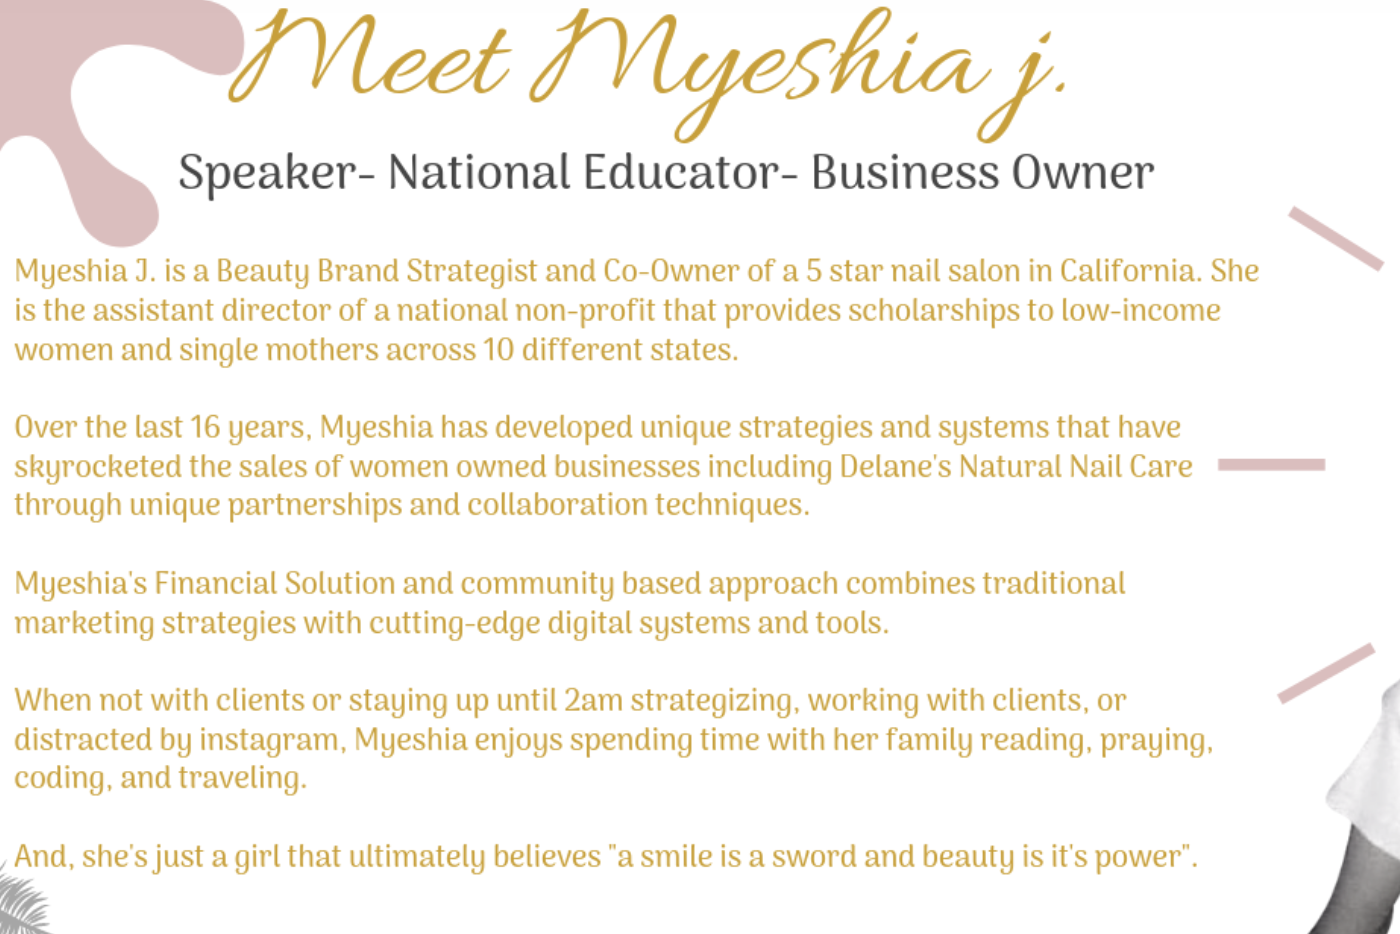 Meet Myeshia j.
Speaker- National Educator- Business Owner
Myeshia J. is a Beauty Brand Strategist and Co-Owner of a 5 star nail salon in California. She
is the assistant director of a national non-profit that provides scholarships to low-income
women and single mothers across 10 different states.
Over the last 16 years, Myeshia has developed unique strategies and systems that have
skyrocketed the sales of women owned businesses including Delane's Natural Nail Care
through unique partnerships and collaboration techniques.
Myeshia's Financial Solution and community based approach combines traditional
marketing strategies with cutting-edge digital systems and tools.
When not with clients or staying up until 2am strategizing, working with clients, or
distracted by instagram, Myeshia enjoys spending time with her family reading, praying,
coding, and traveling.
And, she's just a girl that ultimately believes "a smile is a sword and beauty is it's power".